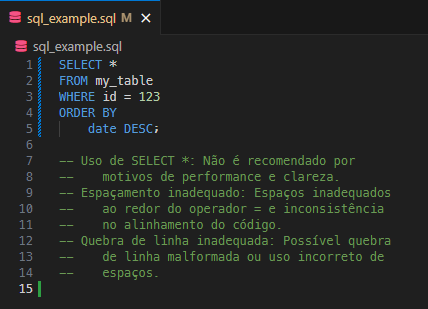 sql_example.sql M ×
sql_example.sql
1 SELECT *
2 FROM my_table
3 WHERE id = 123
4 ORDER BY
5     date DESC;
6
7 -- Uso de SELECT *: Não é recomendado por
8 --    motivos de performance e clareza.
9 -- Espaçamento inadequado: Espaços inadequados
10 --    ao redor do operador = e inconsistência
11 --    no alinhamento do código.
12 -- Quebra de linha inadequada: Possível quebra
13 --    de linha malformada ou uso incorreto de
14 --    espaços.
15